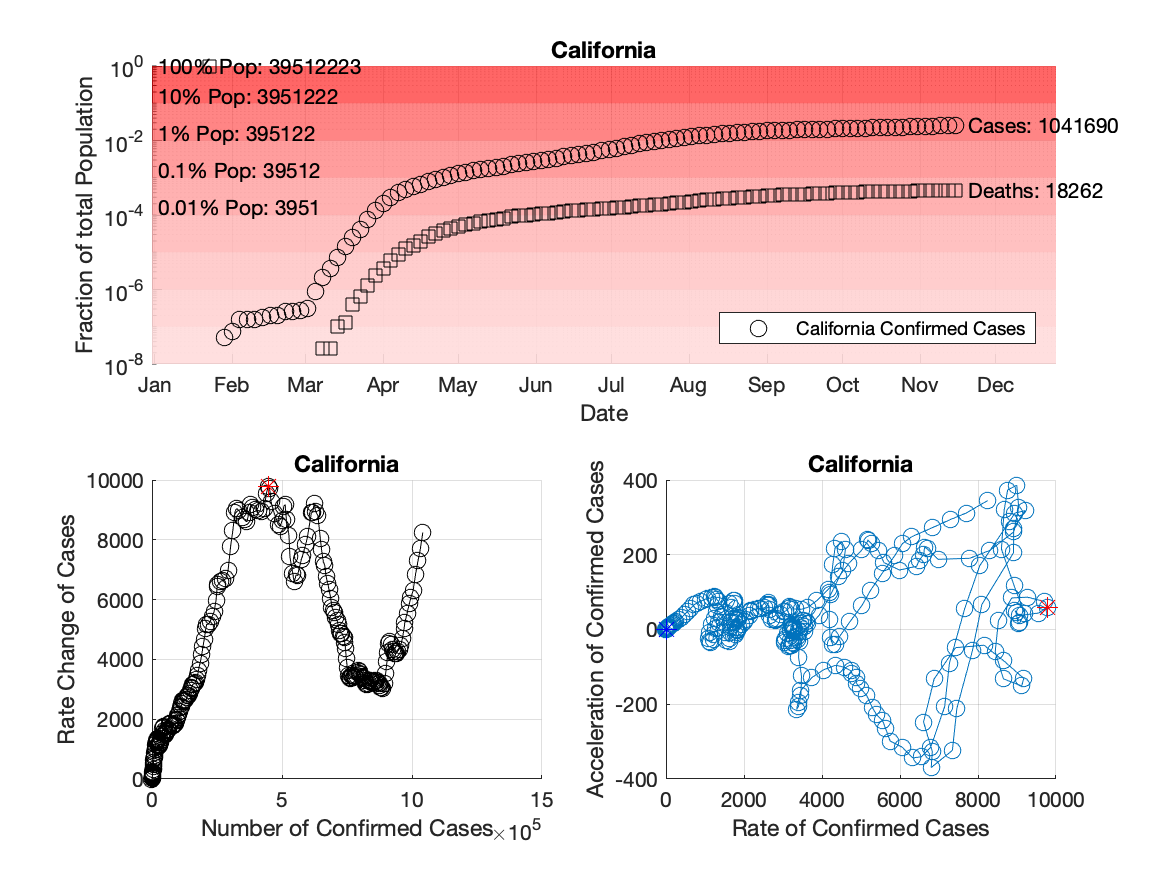 California
Fraction of total Population
10^0
10^-2
10^-4
10^-6
10^-8
100% Pop: 39512223
10% Pop: 3951222
1% Pop: 395122
0.1% Pop: 39512
0.01% Pop: 3951
Cases: 1041690
Deaths: 18262
California Confirmed Cases
Jan Feb Mar Apr May Jun Jul Aug Sep Oct Nov Dec
Date
California
Rate Change of Cases
10000
8000
6000
4000
2000
0
0 5 10 15
Number of Confirmed Cases ×10^5
California
Acceleration of Confirmed Cases
400
200
0
-200
-400
0 2000 4000 6000 8000 10000
Rate of Confirmed Cases